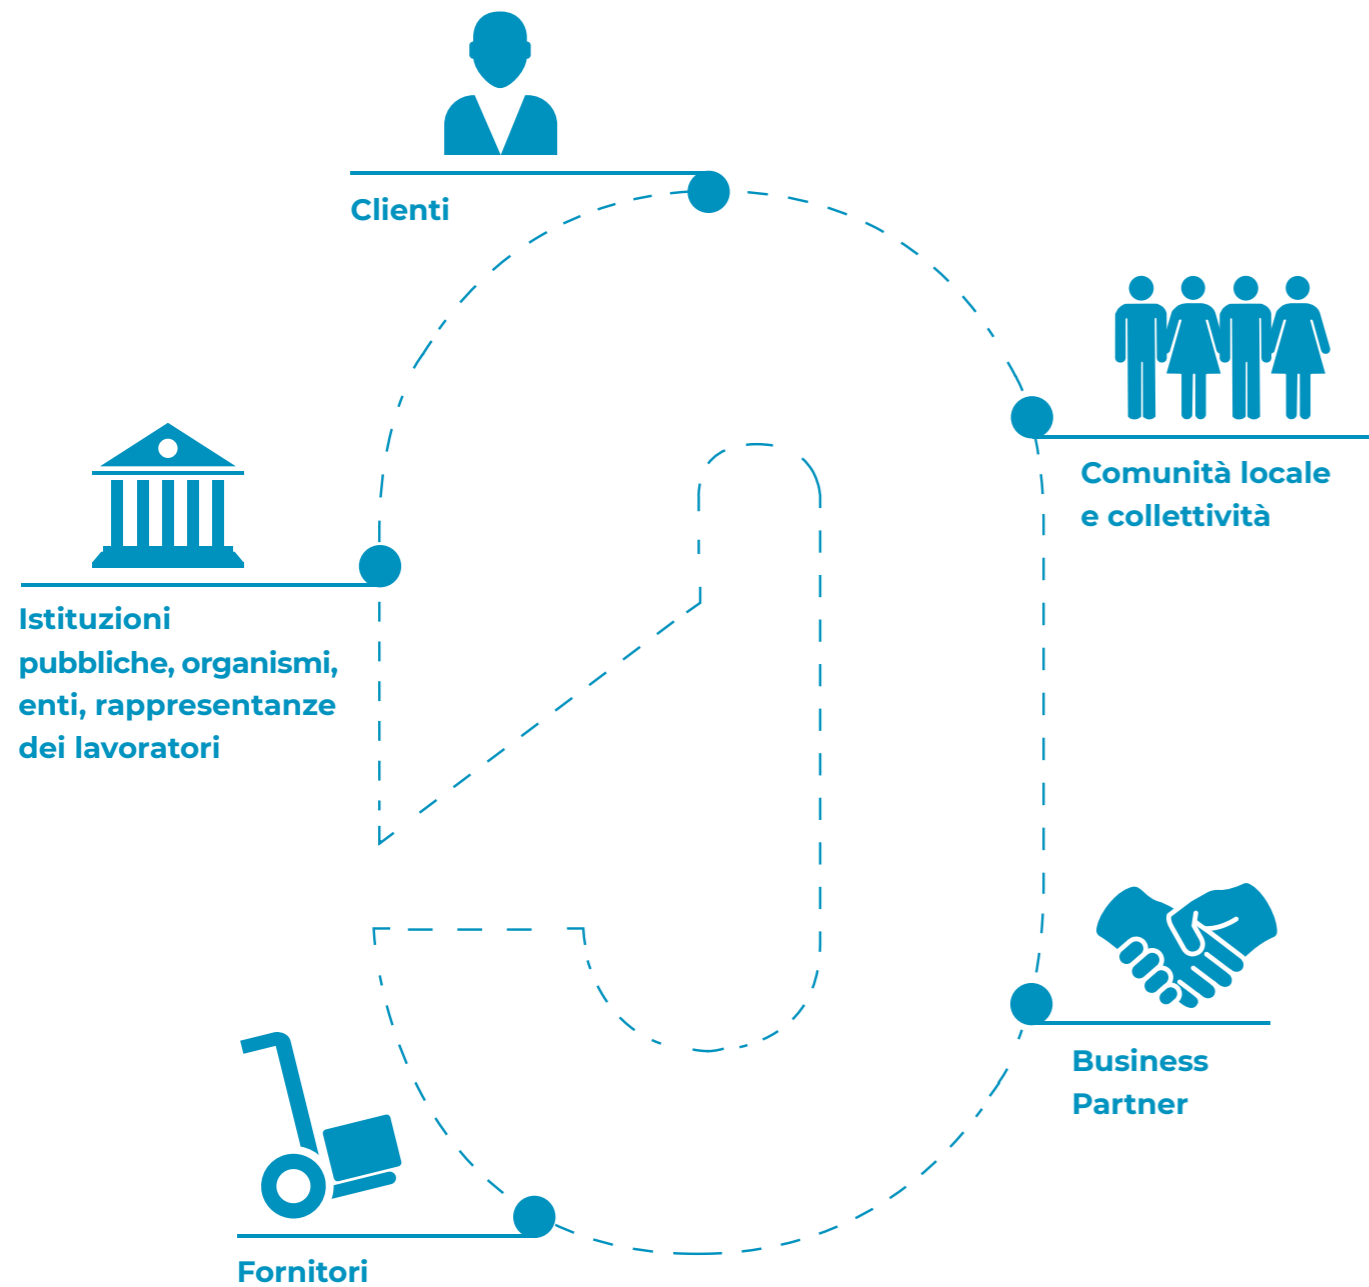 Clienti
Comunità locale
e collettività
Istituzioni
pubbliche, organismi,
enti, rappresentanze
dei lavoratori
Business
Partner
Fornitori